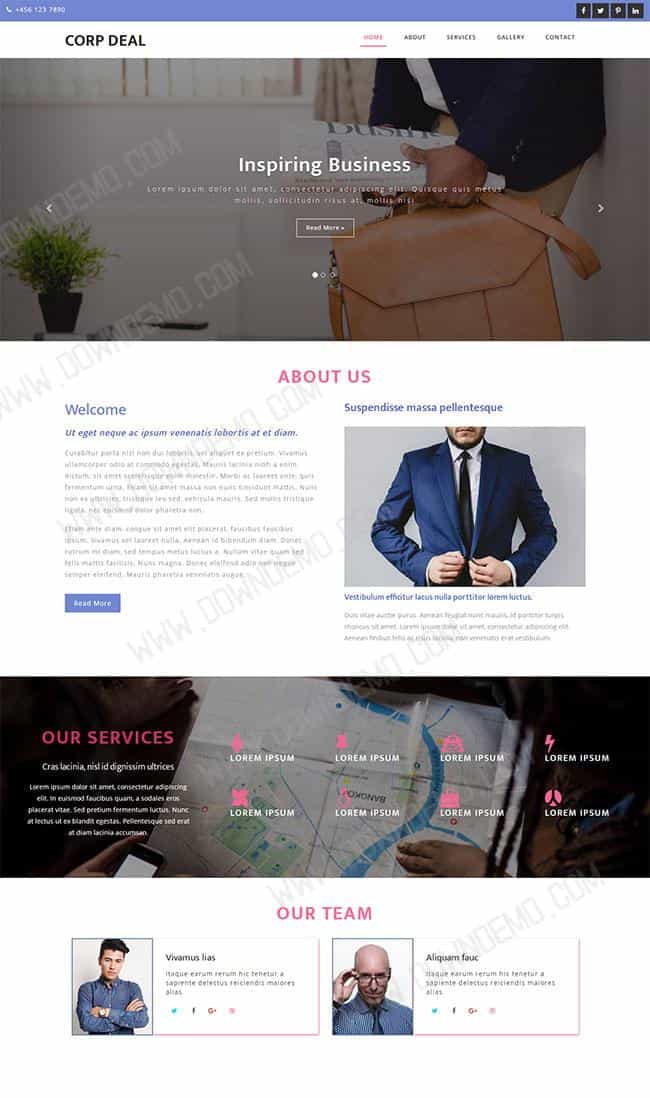 +456 123 7890
CORP DEAL
HOME ABOUT SERVICES GALLERY CONTACT
Business
Inspiring Business
Lorem ipsum dolor sit amet, consectetur adipiscing elit. Quisque quis metus
mollis, sollicitudin risus at, mollis nisi
Read More »
ABOUT US
Welcome
Ut eget neque ac ipsum venenatis lobortis at et diam.
Curabitur porta nisl non dui lobortis, vel aliquet ex pretium. Vivamus
ullamcorper odio at commodo egestas. Mauris lacinia nibh a enim
dictum, sit amet scelerisque enim molestie. Morbi ac laoreet ante, quis
fermentum urna. Etiam sit amet massa non nunc tincidunt mattis. Nunc
non ex ultricies, tristique leo sed, vehicula mauris. Sed mollis tristique
ligula, nec euismod dolor pharetra non.
Etiam ante diam, congue sit amet elit placerat, faucibus faucibus
ipsum. Vivamus vel laoreet nulla. Aenean id bibendum diam. Donec
rutrum mi diam, sed tempus metus luctus a. Nullam vitae quam sed
felis mattis facilisis. Nunc magna. Donec eleifend odio non neque
semper eleifend. Mauris pharetra venenatis augue.
Read More
Suspendisse massa pellentesque
Vestibulum efficitur lacus nulla porttitor lorem luctus.
Duis vitae auctor purus. Aenean feugiat nunc mauris, id porttitor turpis
rhoncus sit amet. Lorem ipsum dolor sit amet, consectetur adipiscing elit.
Aenean finibus felis ac risus lacinia, non venenatis erat vestibulum.
OUR SERVICES
Cras lacinia, nisl id dignissim ultrices
Lorem ipsum dolor sit amet, consectetur adipiscing
elit. In euismod faucibus quam, a sodales eros
placerat vitae. Sed pretium fermentum luctus. Nunc
at lectus ut ex blandit egestas. Pellentesque sed erat
at diam lacinia accumsan.
LOREM IPSUM LOREM IPSUM LOREM IPSUM LOREM IPSUM
LOREM IPSUM LOREM IPSUM LOREM IPSUM LOREM IPSUM
BANGKOK
OUR TEAM
Vivamus lias
Itaque earum rerum hic tenetur a
sapiente delectus reiciendis maiores
alias
Aliquam fauc
Itaque earum rerum hic tenetur a
sapiente delectus reiciendis maiores
alias
WWW.DOWNDEMO.COM
WWW.DOWNDEMO.COM
WWW.DOWNDEMO.COM
WWW.DOWNDEMO.COM